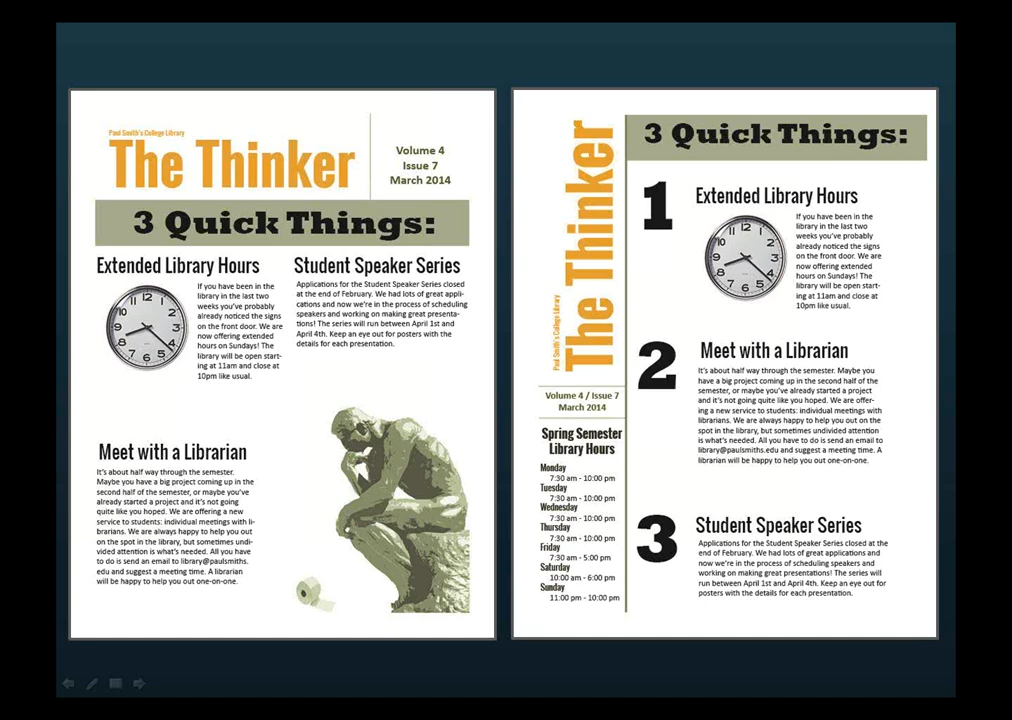 Paul Smith's College Library
The Thinker
Volume 4
Issue 7
March 2014
3 Quick Things:
Extended Library Hours
If you have been in the
library in the last two
weeks you've probably
already noticed the signs
on the front door. We are
now offering extended
hours on Sundays! The
library will be open start-
ing at 11am and close at
10pm like usual.
12
1
2
3
4
5
6
7
8
9
10
11
Student Speaker Series
Applications for the Student Speaker Series closed
at the end of February. We had lots of great appli-
cations and now we're in the process of scheduling
speakers and working on making great presenta-
tions! The series will run between April 1st and
April 4th. Keep an eye out for posters with the
details for each presentation.
Meet with a Librarian
It's about half way through the semester.
Maybe you have a big project coming up in the
second half of the semester, or maybe you've
already started a project and it's not going
quite like you hoped. We are offering a new
service to students: individual meetings with li-
brarians. We are always happy to help you out
on the spot in the library, but sometimes undi-
vided attention is what's needed. All you have
to do is send an email to library@paulsmiths.
edu and suggest a meeting time. A librarian
will be happy to help you out one-on-one.
Paul Smith's College Library
The Thinker
Volume 4 / Issue 7
March 2014
Spring Semester
Library Hours
Monday
7:30 am - 10:00 pm
Tuesday
7:30 am - 10:00 pm
Wednesday
7:30 am - 10:00 pm
Thursday
7:30 am - 10:00 pm
Friday
7:30 am - 5:00 pm
Saturday
10:00 am - 6:00 pm
Sunday
11:00 pm - 10:00 pm
3 Quick Things:
1
Extended Library Hours
If you have been in the
library in the last two
weeks you've probably
already noticed the signs
on the front door. We are
now offering extended
hours on Sundays! The
library will be open start-
ing at 11am and close at
10pm like usual.
12
1
2
3
4
5
6
7
8
9
10
11
2
Meet with a Librarian
It's about half way through the semester. Maybe you
have a big project coming up in the second half of the
semester, or maybe you've already started a project
and it's not going quite like you hoped. We are offer-
ing a new service to students: individual meetings with
librarians. We are always happy to help you out on the
spot in the library, but sometimes undivided attention
is what's needed. All you have to do is send an email to
library@paulsmiths.edu and suggest a meeting time. A
librarian will be happy to help you out one-on-one.
3
Student Speaker Series
Applications for the Student Speaker Series closed at the
end of February. We had lots of great applications and
now we're in the process of scheduling speakers and
working on making great presentations! The series will
run between April 1st and April 4th. Keep an eye out for
posters with the details for each presentation.